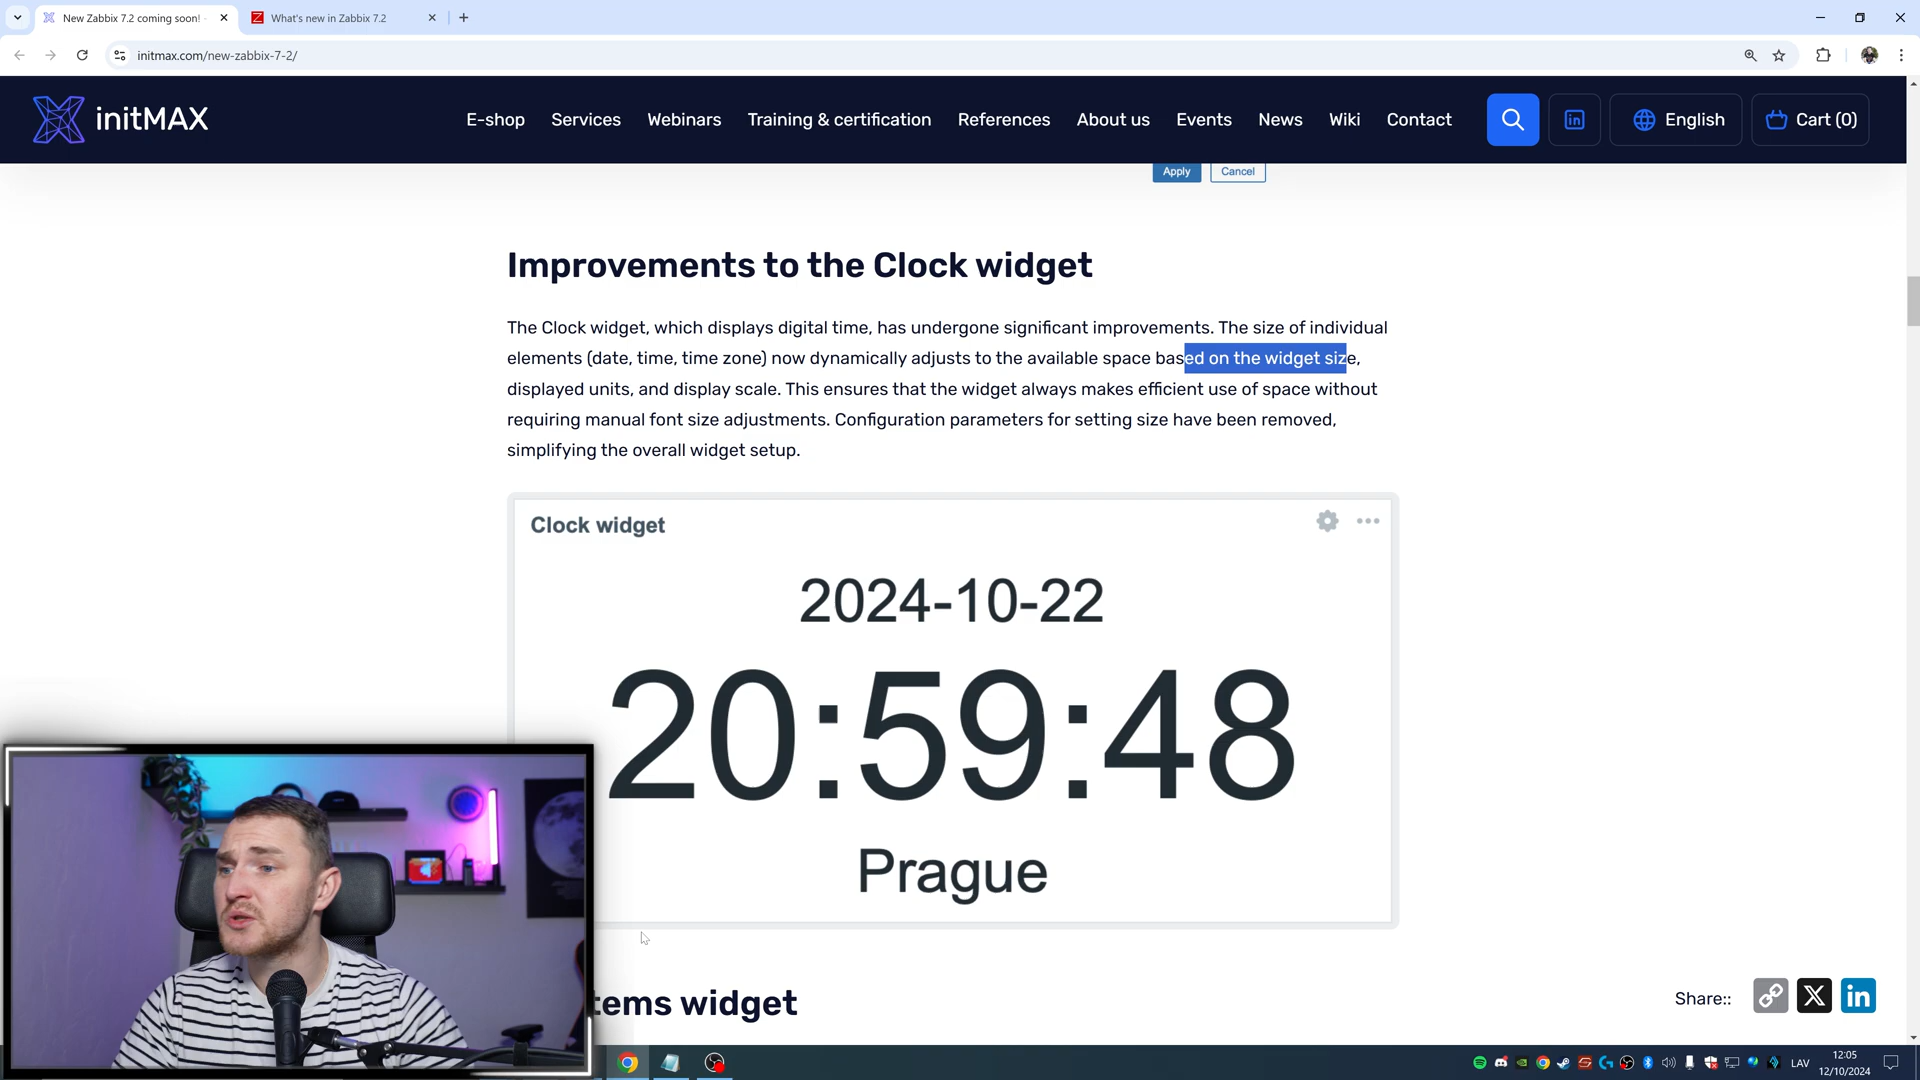 New Zabbix 7.2 coming soon! -
What's new in Zabbix 7.2
initmax.com/new-zabbix-7-2/
initMAX
E-shop
Services
Webinars
Training & certification
References
About us
Events
News
Wiki
Contact
English
Cart (0)
Apply
Cancel
Improvements to the Clock widget
The Clock widget, which displays digital time, has undergone significant improvements. The size of individual
elements (date, time, time zone) now dynamically adjusts to the available space based on the widget size,
displayed units, and display scale. This ensures that the widget always makes efficient use of space without
requiring manual font size adjustments. Configuration parameters for setting size have been removed,
simplifying the overall widget setup.
Clock widget
2024-10-22
20:59:48
Prague
tems widget
Share::
LAV
12:05
12/10/2024